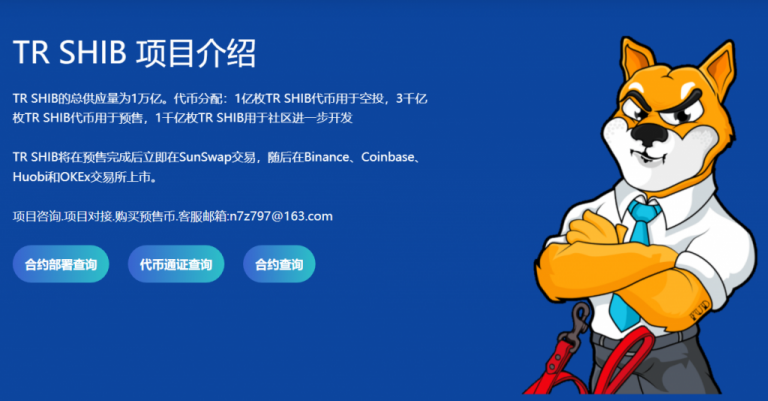 TR SHIB 项目介绍
TR SHIB的总供应量为1万亿。代币分配：1亿枚TR SHIB代币用于空投，3千亿
枚TR SHIB代币用于预售，1千亿枚TR SHIB用于社区进一步开发
TR SHIB将在预售完成后立即在SunSwap交易，随后在Binance、Coinbase、
Huobi和OKEx交易所上市。
项目咨询.项目对接.购买预售币.客服邮箱:n7z797@163.com
合约部署查询 代币通证查询 合约查询
FUD